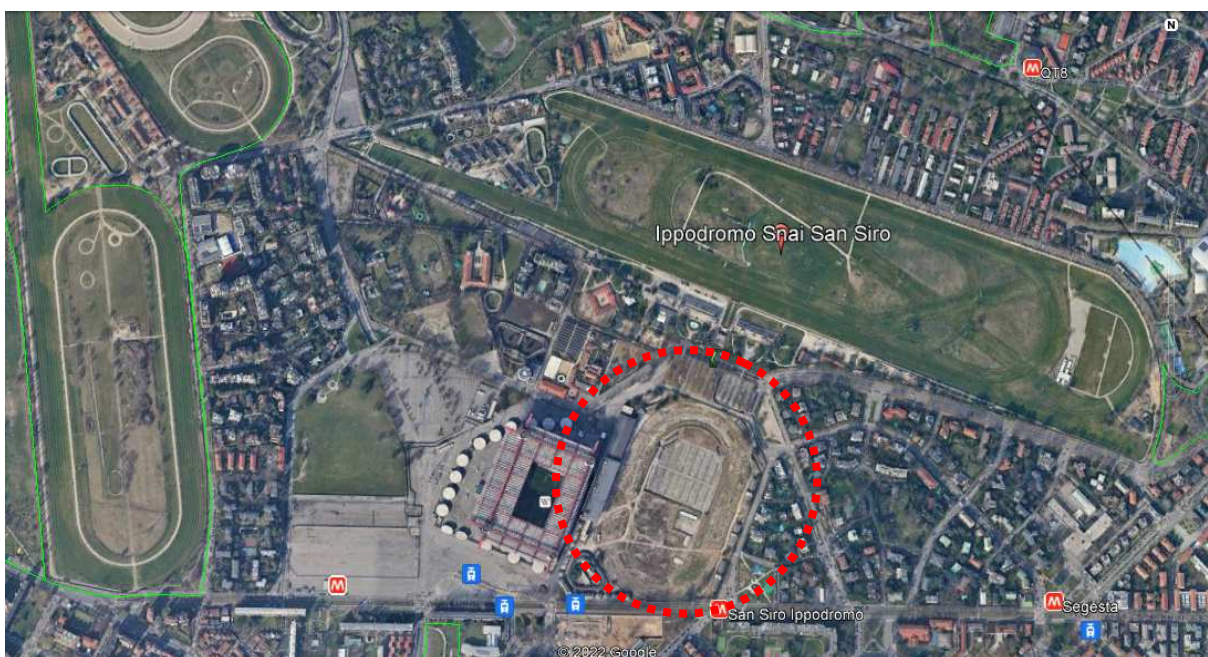 N
M QT8
Ippodromo Snai San Siro
M
M San Siro Ippodromo
M Segesta
© 2022 Google